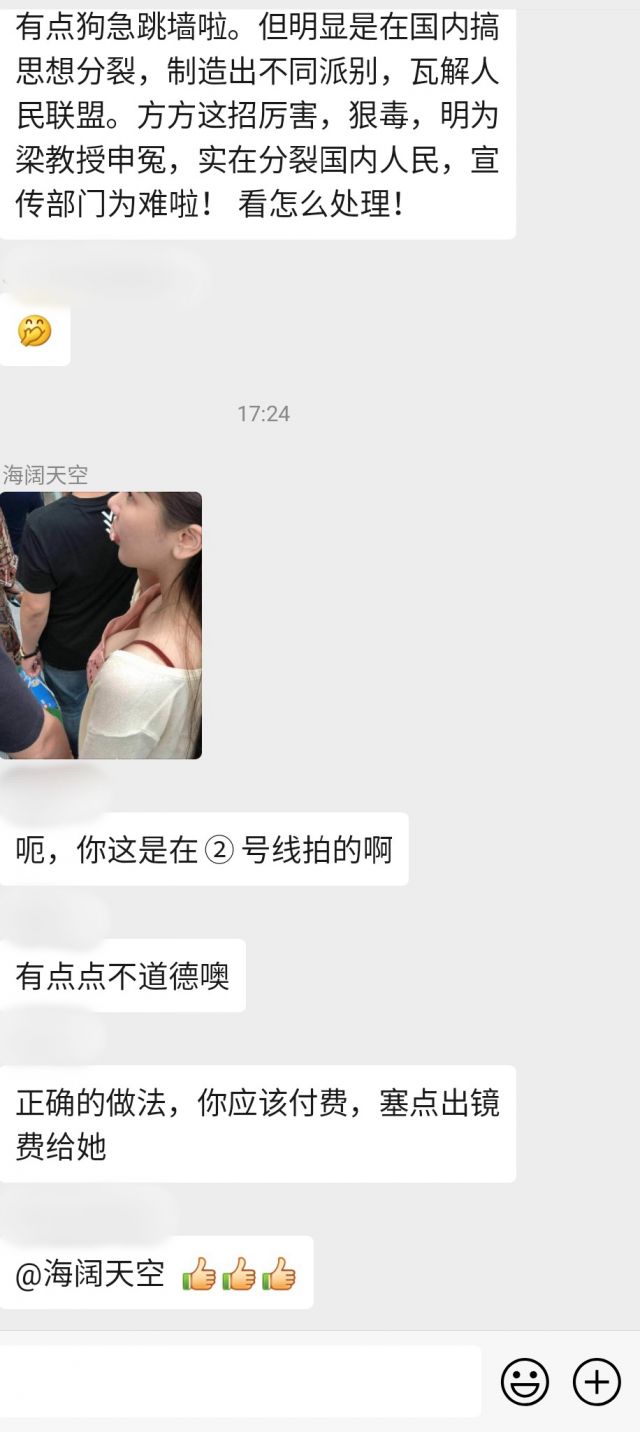 有点狗急跳墙啦。但明显是在国内搞
思想分裂，制造出不同派别，瓦解人
民联盟。方方这招厉害，狠毒，明为
梁教授申冤，实在分裂国内人民，宣
传部门为难啦！ 看怎么处理！
17:24
海阔天空
呃，你这是在②号线拍的啊
有点点不道德噢
正确的做法，你应该付费，塞点出镜
费给她
@海阔天空